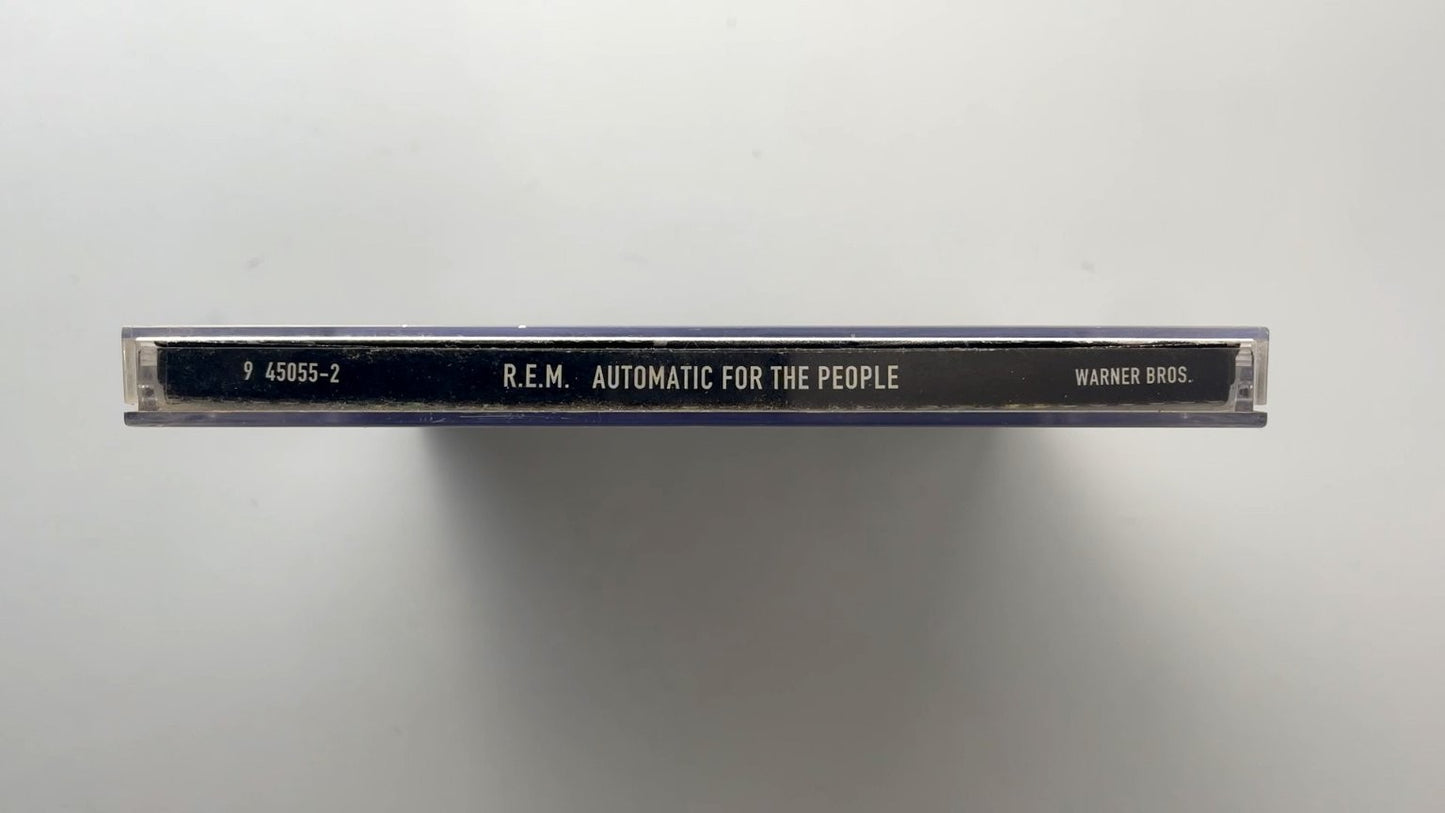 9 45055-2 R.E.M. AUTOMATIC FOR THE PEOPLE WARNER BROS.